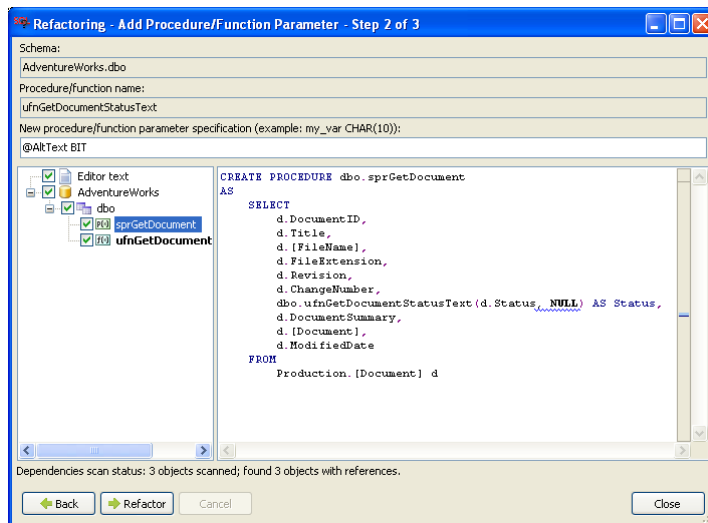 Refactoring - Add Procedure/Function Parameter - Step 2 of 3
Schema:
AdventureWorks.dbo
Procedure/function name:
ufnGetDocumentStatusText
New procedure/function parameter specification (example: my_var CHAR(10)):
@AltText BIT
Editor text
AdventureWorks
dbo
sprGetDocument
ufnGetDocument
CREATE PROCEDURE dbo.sprGetDocument
AS
SELECT
d.DocumentID,
d.Title,
d.[FileName],
d.FileExtension,
d.Revision,
d.ChangeNumber,
dbo.ufnGetDocumentStatusText(d.Status, NULL) AS Status,
d.DocumentSummary,
d.[Document],
d.ModifiedDate
FROM
Production.[Document] d
Dependencies scan status: 3 objects scanned; found 3 objects with references.
Back Refactor Cancel Close